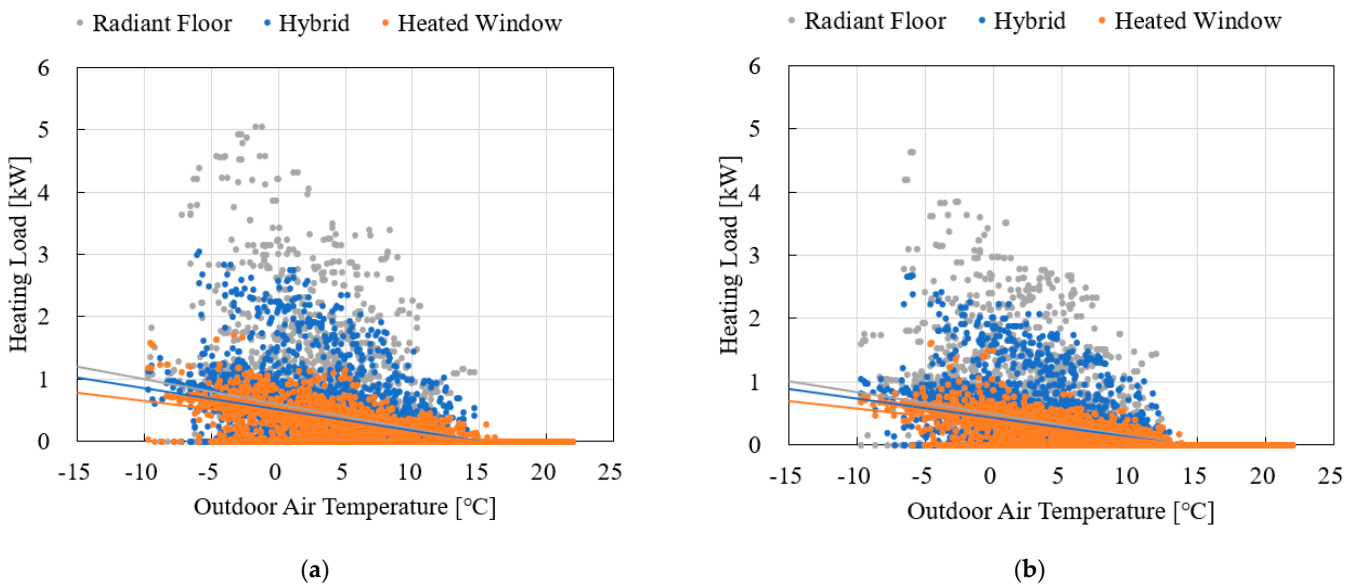 Radiant Floor Hybrid Heated Window
6
5
4
3
2
1
0
Heating Load [kW]
-15 -10 -5 0 5 10 15 20 25
Outdoor Air Temperature [°C]
(a)
Radiant Floor Hybrid Heated Window
6
5
4
3
2
1
0
Heating Load [kW]
-15 -10 -5 0 5 10 15 20 25
Outdoor Air Temperature [°C]
(b)